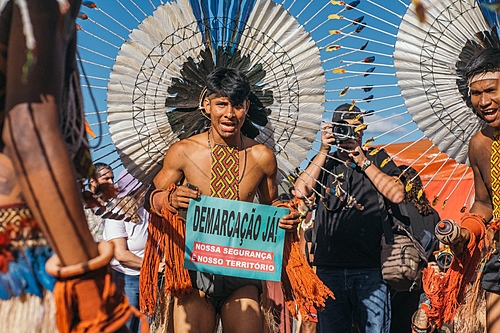 DEMARCAÇÃO JÁ!
NOSSA SEGURANÇA
É NOSSO TERRITÓRIO